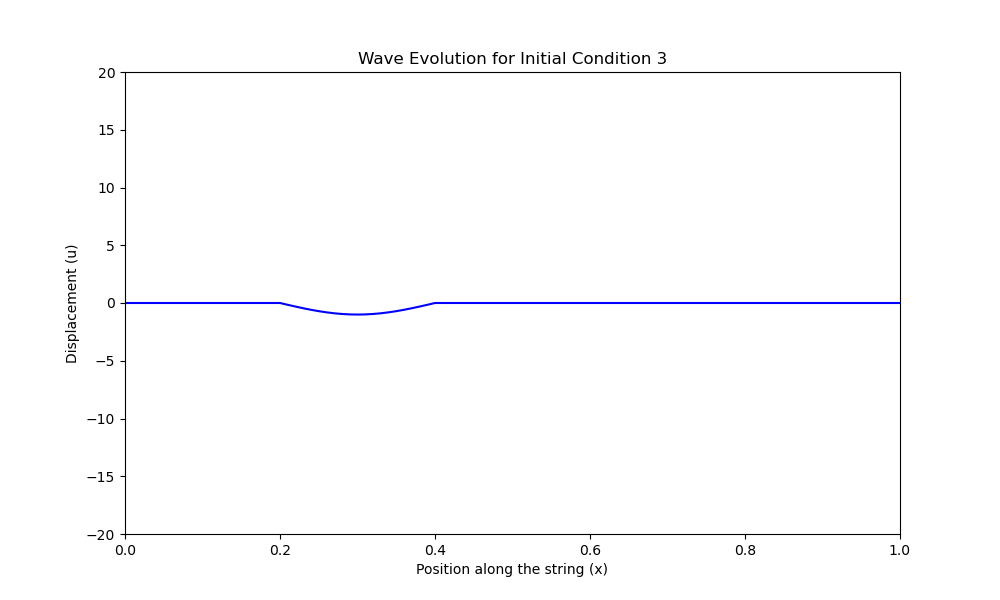 Wave Evolution for Initial Condition 3
20
15
10
5
0
−5
−10
−15
−20
Displacement (u)
0.0 0.2 0.4 0.6 0.8 1.0
Position along the string (x)